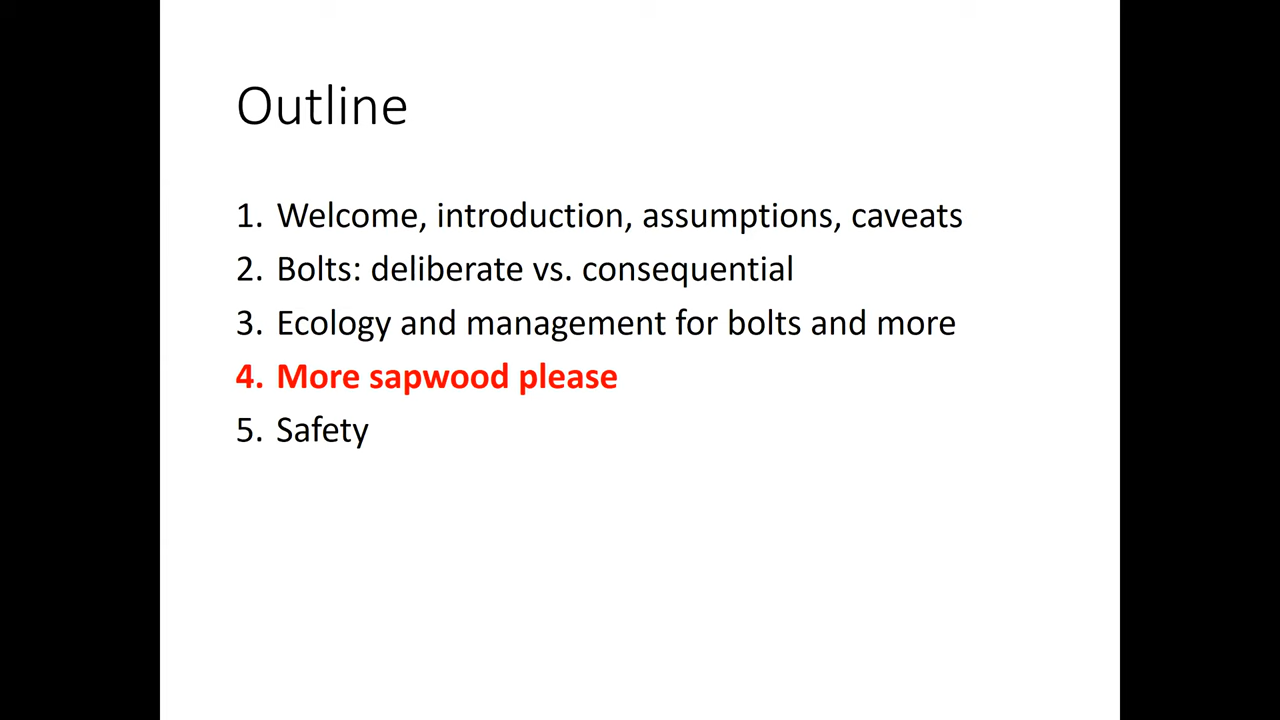 Outline
1. Welcome, introduction, assumptions, caveats
2. Bolts: deliberate vs. consequential
3. Ecology and management for bolts and more
4. More sapwood please
5. Safety